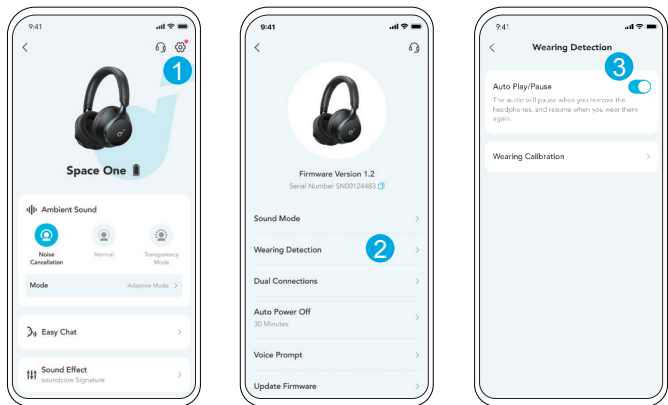 9:41
1
Space One
Ambient Sound
Noise
Cancellation
Normal
Transparency
Mode
Mode
Adaptive Mode
Easy Chat
Sound Effect
soundcore Signature
9:41
Firmware Version 1.2
Serial Number SN00124483
Sound Mode
Wearing Detection
2
Dual Connections
Auto Power Off
30 Minutes
Voice Prompt
Update Firmware
9:41
Wearing Detection
3
Auto Play/Pause
The audio will pause when you remove the
headphones, and resume when you wear them
again.
Wearing Calibration